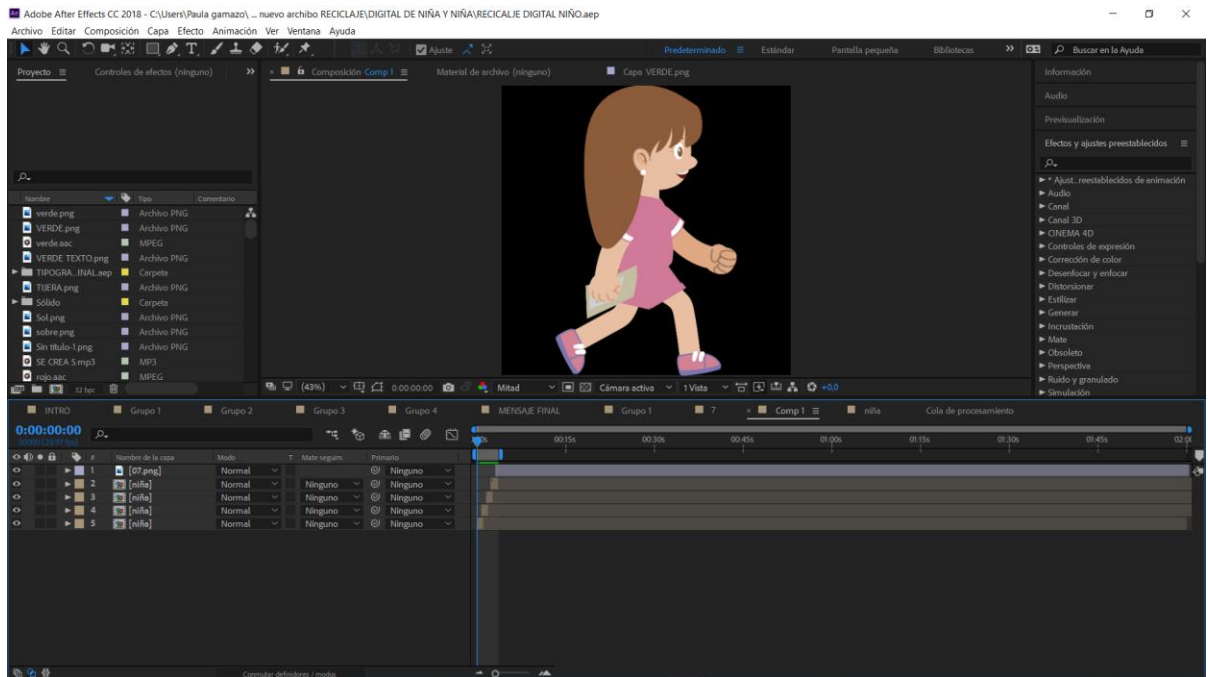 Adobe After Effects CC 2018 - C:\Users\Paula gamazo\ ... nuevo archibo RECICLAJE\DIGITAL DE NIÑA Y NIÑA\RECICALJE DIGITAL NIÑO.aep
Archivo Editar Composición Capa Efecto Animación Ver Ventana Ayuda
Ajuste Predeterminado Estándar Pantalla pequeña Bibliotecas Buscar en la Ayuda
Proyecto Controles de efectos (ninguno) Composición Comp 1 Material de archivo (ninguno) Capa VERDE.png Información
Audio
Previsualización
Efectos y ajustes preestablecidos
* Ajust...reestablecidos de animación
Audio
Canal
Canal 3D
CINEMA 4D
Controles de expresión
Corrección de color
Desenfocar y enfocar
Distorsionar
Estilizar
Generar
Incrustación
Mate
Obsoleto
Perspectiva
Ruido y granulado
Simulación
Nombre Tipo Comentario
verde.png Archivo PNG
VERDE.png Archivo PNG
verde.aac MPEG
VERDE TEXTO.png Archivo PNG
TIPOGRA...INAL.aep Carpeta
TIJERA.png Archivo PNG
Sólido Carpeta
Sol.png Archivo PNG
sobre.png Archivo PNG
Sin título-1.png Archivo PNG
SE CREA S.mp3 MP3
rojo.aac MPEG
32 bpc (43%) 0:00:00:00 Mitad Cámara activa 1 Vista +0,0
INTRO Grupo 1 Grupo 2 Grupo 3 Grupo 4 MENSAJE FINAL Grupo 1 7 Comp 1 niña Cola de procesamiento
0:00:00:00
00000 (29.97 fps)
00:15s 00:30s 00:45s 01:00s 01:15s 01:30s 01:45s
# Nombre de la capa Modo T Mate seguim. Primario
1 [07.png] Normal Ninguno
2 [niña] Normal Ninguno Ninguno
3 [niña] Normal Ninguno Ninguno
4 [niña] Normal Ninguno Ninguno
5 [niña] Normal Ninguno Ninguno
Conmutar definidores / modos